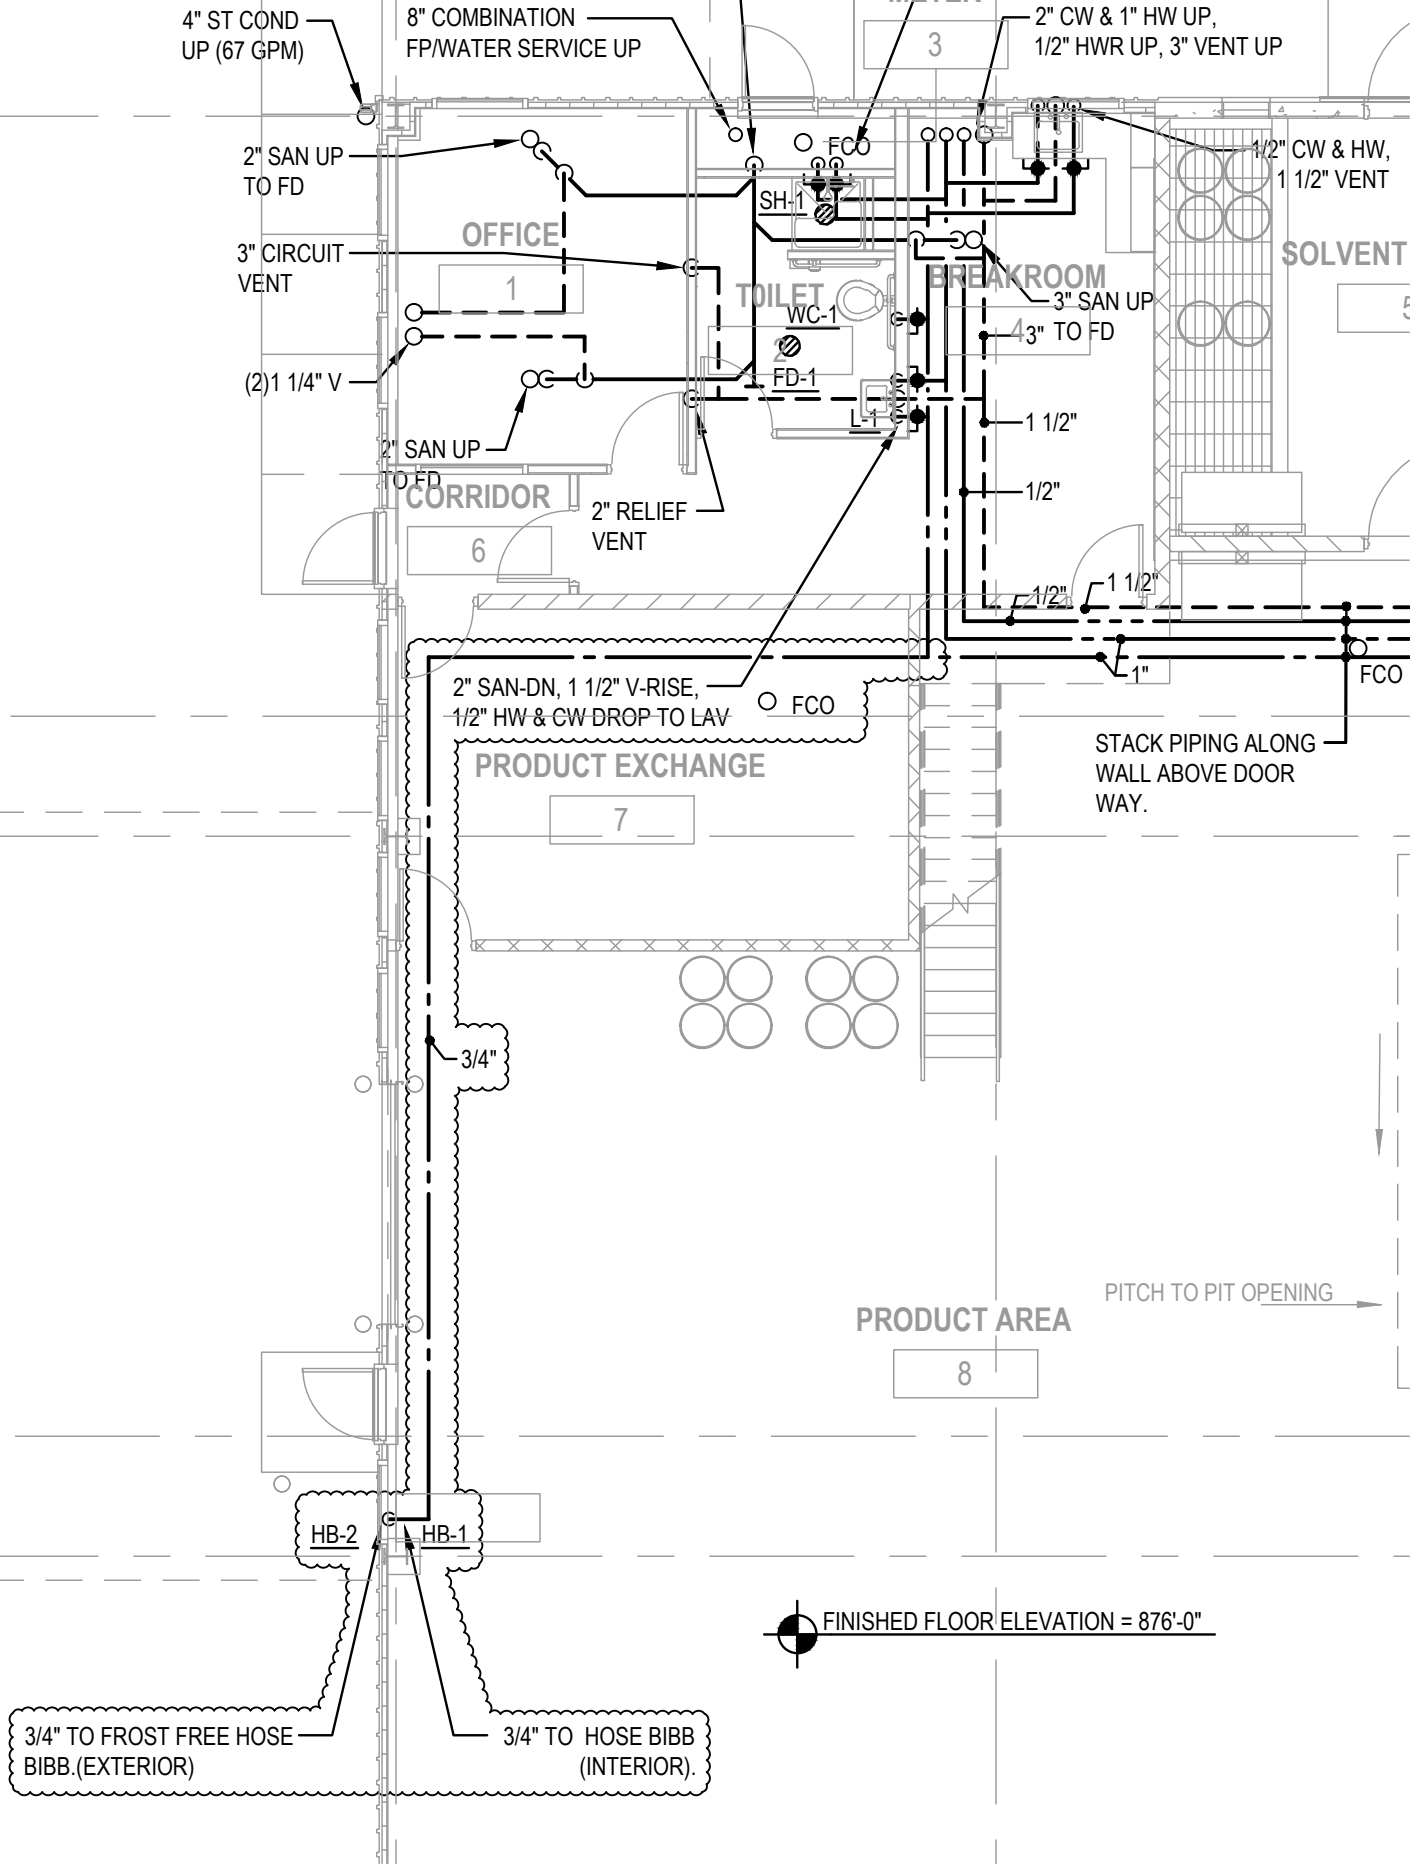 4" ST COND
UP (67 GPM)
8" COMBINATION
FP/WATER SERVICE UP
METER
3
2" CW & 1" HW UP,
1/2" HWR UP, 3" VENT UP
2" SAN UP
TO FD
FCO
1/2" CW & HW,
1 1/2" VENT
SH-1
OFFICE
1
3" CIRCUIT
VENT
TOILET
2
WC-1
BREAKROOM
4
SOLVENT
5
3" SAN UP
TO FD
3"
(2)1 1/4" V
FD-1
L-1
1 1/2"
2" SAN UP
TO FD
CORRIDOR
6
1/2"
2" RELIEF
VENT
1/2"
1 1/2"
2" SAN-DN, 1 1/2" V-RISE,
1/2" HW & CW DROP TO LAV
FCO
1"
FCO
STACK PIPING ALONG
WALL ABOVE DOOR
WAY.
PRODUCT EXCHANGE
7
3/4"
PITCH TO PIT OPENING
PRODUCT AREA
8
HB-2
HB-1
FINISHED FLOOR ELEVATION = 876'-0"
3/4" TO FROST FREE HOSE
BIBB.(EXTERIOR)
3/4" TO HOSE BIBB
(INTERIOR).